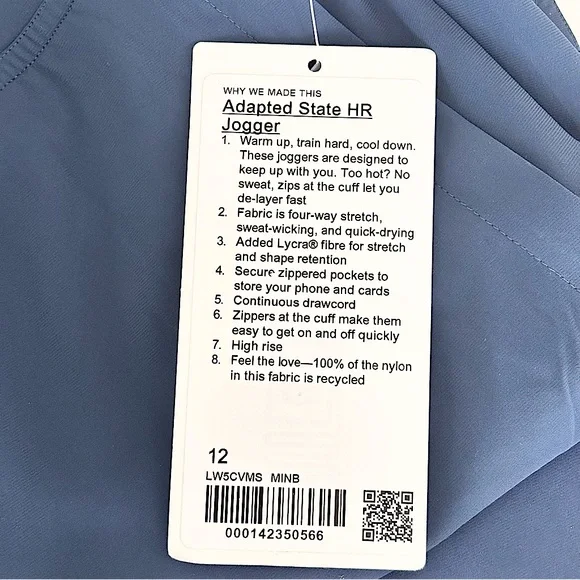 WHY WE MADE THIS
Adapted State HR
Jogger
1. Warm up, train hard, cool down.
These joggers are designed to
keep up with you. Too hot? No
sweat, zips at the cuff let you
de-layer fast
2. Fabric is four-way stretch,
sweat-wicking, and quick-drying
3. Added Lycra® fibre for stretch
and shape retention
4. Secure zippered pockets to
store your phone and cards
5. Continuous drawcord
6. Zippers at the cuff make them
easy to get on and off quickly
7. High rise
8. Feel the love—100% of the nylon
in this fabric is recycled
12
LW5CVMS MINB
000142350566